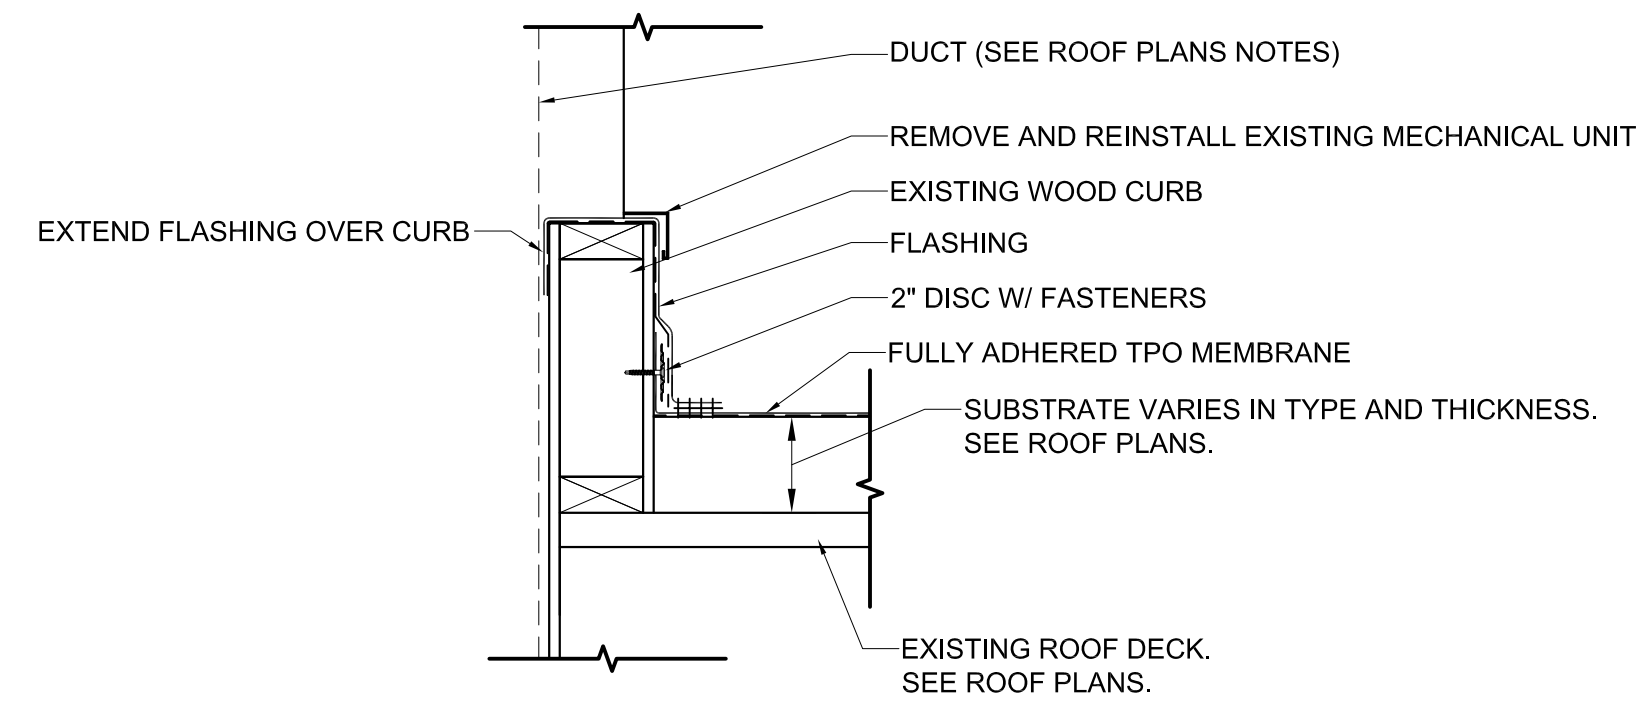 DUCT (SEE ROOF PLANS NOTES)
REMOVE AND REINSTALL EXISTING MECHANICAL UNIT
EXISTING WOOD CURB
EXTEND FLASHING OVER CURB
FLASHING
2" DISC W/ FASTENERS
FULLY ADHERED TPO MEMBRANE
SUBSTRATE VARIES IN TYPE AND THICKNESS.
SEE ROOF PLANS.
EXISTING ROOF DECK.
SEE ROOF PLANS.